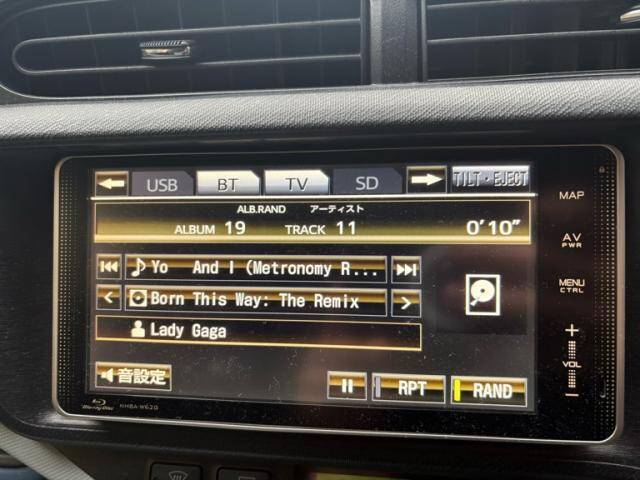 USB BT TV SD TILT・EJECT
MAP
ALB.RAND アーティスト
ALBUM 19 TRACK 11 0'10"
AV
PWR
Yo And I (Metronomy R...
Born This Way: The Remix
MENU
CTRL
Lady Gaga
+
VOL
-
音設定
RPT RAND
Blu-ray Disc NHBA-W62G